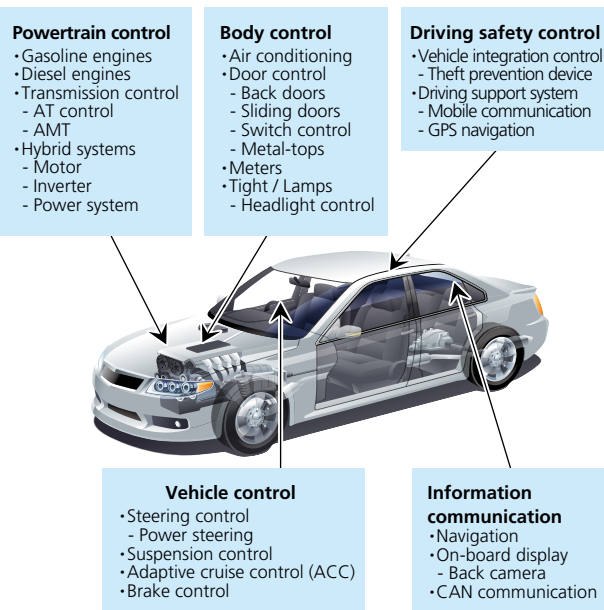 Powertrain control
・Gasoline engines
・Diesel engines
・Transmission control
- AT control
- AMT
・Hybrid systems
- Motor
- Inverter
- Power system
Body control
・Air conditioning
・Door control
- Back doors
- Sliding doors
- Switch control
- Metal-tops
・Meters
・Tight / Lamps
- Headlight control
Driving safety control
・Vehicle integration control
- Theft prevention device
・Driving support system
- Mobile communication
- GPS navigation
Vehicle control
・Steering control
- Power steering
・Suspension control
・Adaptive cruise control (ACC)
・Brake control
Information
communication
・Navigation
・On-board display
- Back camera
・CAN communication